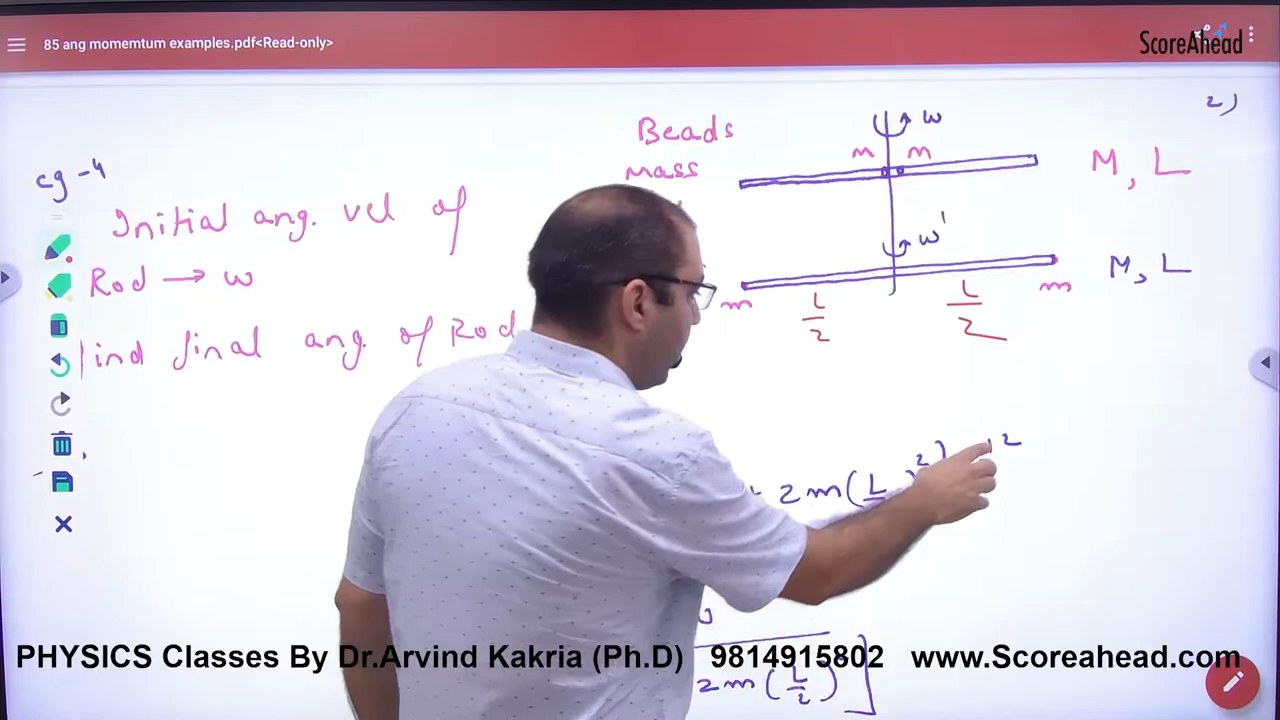 85 ang momemtum examples.pdf<Read-only>
ScoreAhead
2)
eg -4
Initial ang. vel of
Rod → w
find final ang. of Rod
Beads
mass
w
m m
M, L
w'
M, L
m L/2 L/2 m
2m(L 2) 2
2m(L/2)²]
PHYSICS Classes By Dr.Arvind Kakria (Ph.D) 9814915802 www.Scoreahead.com